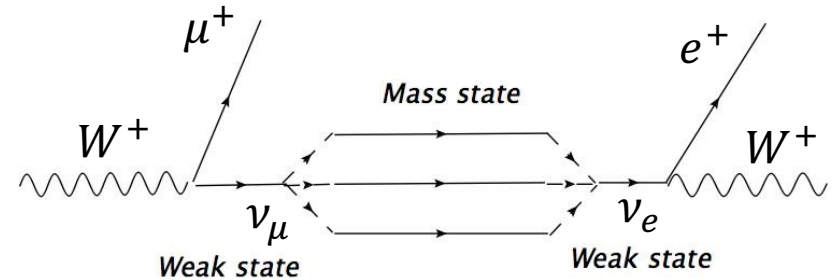 μ⁺
e⁺
Mass state
W⁺
W⁺
ν_μ
ν_e
Weak state
Weak state